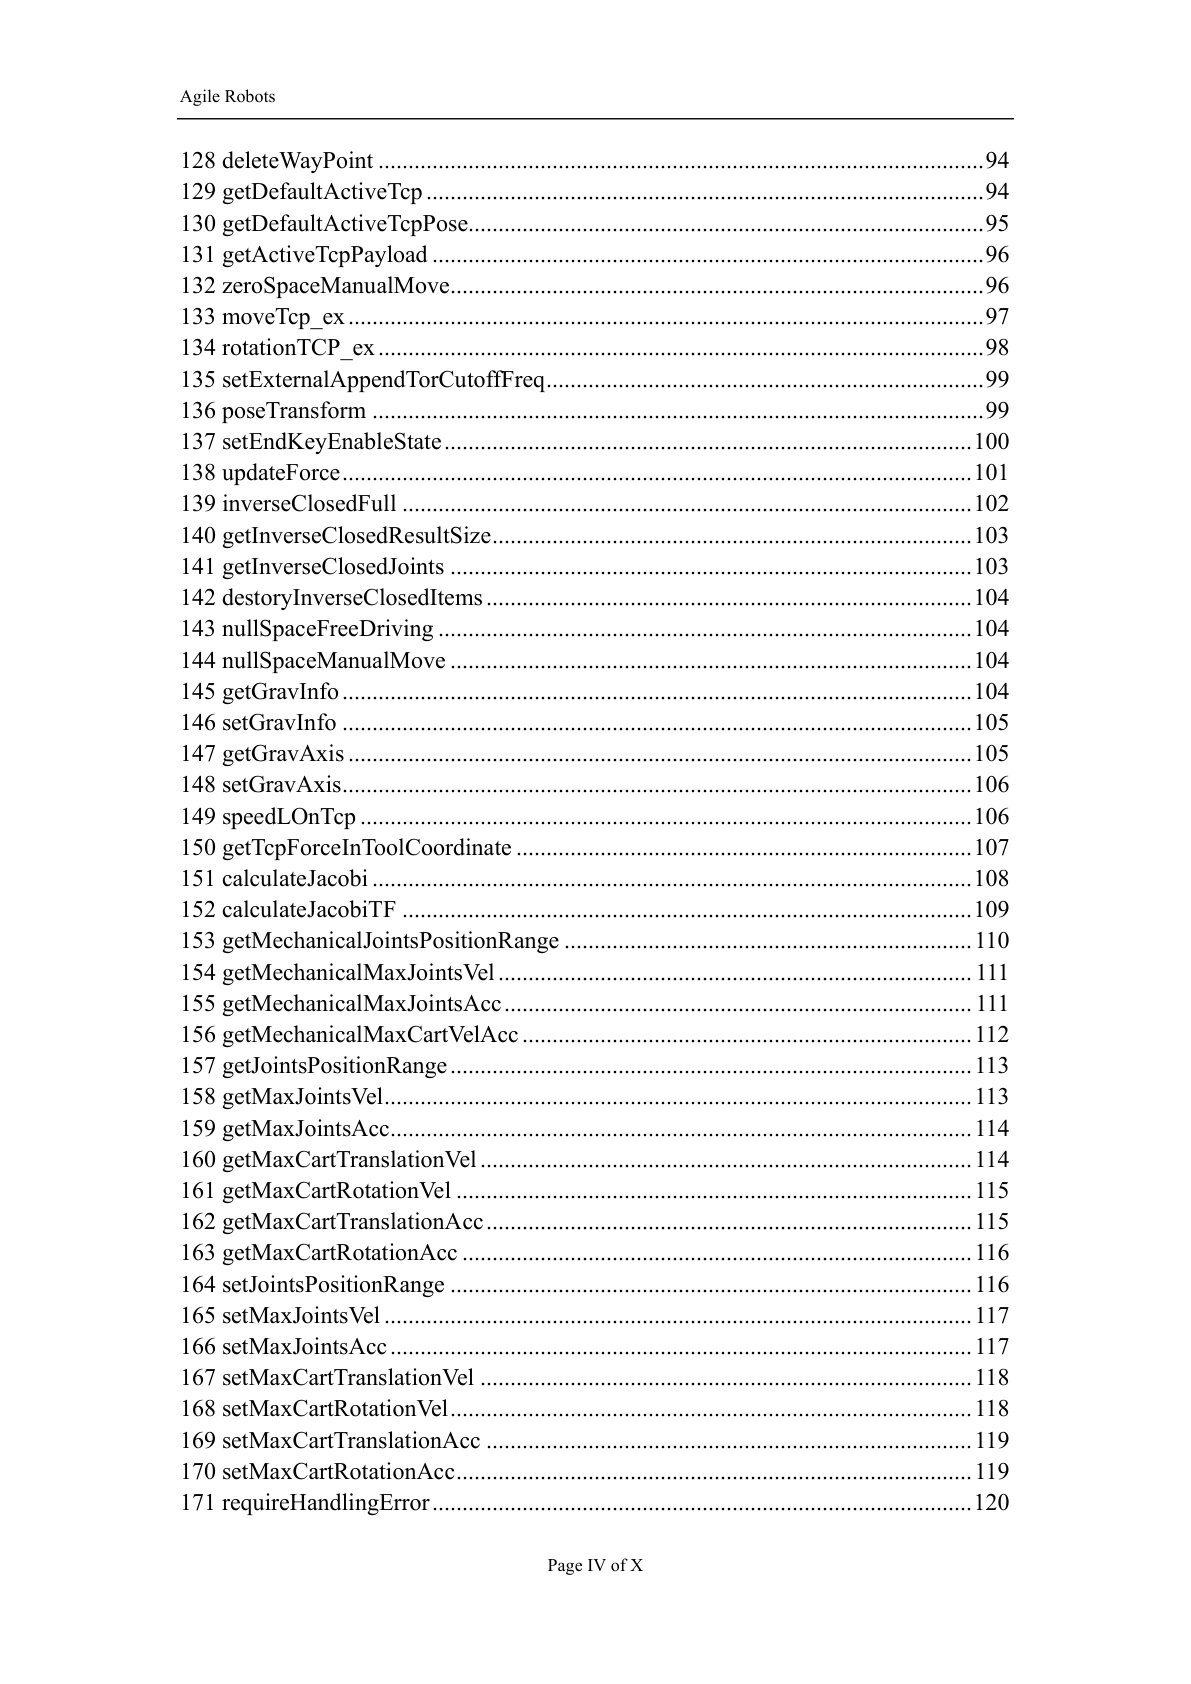 Agile Robots
128 deleteWayPoint ........................................................................................................94
129 getDefaultActiveTcp ................................................................................................94
130 getDefaultActiveTcpPose.........................................................................................95
131 getActiveTcpPayload ...............................................................................................96
132 zeroSpaceManualMove............................................................................................96
133 moveTcp_ex .............................................................................................................97
134 rotationTCP_ex ........................................................................................................98
135 setExternalAppendTorCutoffFreq...........................................................................99
136 poseTransform .........................................................................................................99
137 setEndKeyEnableState ...........................................................................................100
138 updateForce.............................................................................................................101
139 inverseClosedFull ...................................................................................................102
140 getInverseClosedResultSize...................................................................................103
141 getInverseClosedJoints ...........................................................................................103
142 destoryInverseClosedItems ....................................................................................104
143 nullSpaceFreeDriving .............................................................................................104
144 nullSpaceManualMove ...........................................................................................104
145 getGravInfo .............................................................................................................104
146 setGravInfo .............................................................................................................105
147 getGravAxis ............................................................................................................105
148 setGravAxis.............................................................................................................106
149 speedLOnTcp ..........................................................................................................106
150 getTcpForceInToolCoordinate ...............................................................................107
151 calculateJacobi ........................................................................................................108
152 calculateJacobiTF ...................................................................................................109
153 getMechanicalJointsPositionRange .......................................................................110
154 getMechanicalMaxJointsVel ..................................................................................111
155 getMechanicalMaxJointsAcc .................................................................................111
156 getMechanicalMaxCartVelAcc ..............................................................................112
157 getJointsPositionRange ..........................................................................................113
158 getMaxJointsVel.....................................................................................................113
159 getMaxJointsAcc....................................................................................................114
160 getMaxCartTranslationVel .....................................................................................114
161 getMaxCartRotationVel .........................................................................................115
162 getMaxCartTranslationAcc ....................................................................................115
163 getMaxCartRotationAcc ........................................................................................116
164 setJointsPositionRange ..........................................................................................116
165 setMaxJointsVel .....................................................................................................117
166 setMaxJointsAcc ....................................................................................................117
167 setMaxCartTranslationVel .....................................................................................118
168 setMaxCartRotationVel..........................................................................................118
169 setMaxCartTranslationAcc ....................................................................................119
170 setMaxCartRotationAcc.........................................................................................119
171 requireHandlingError .............................................................................................120
Page IV of X